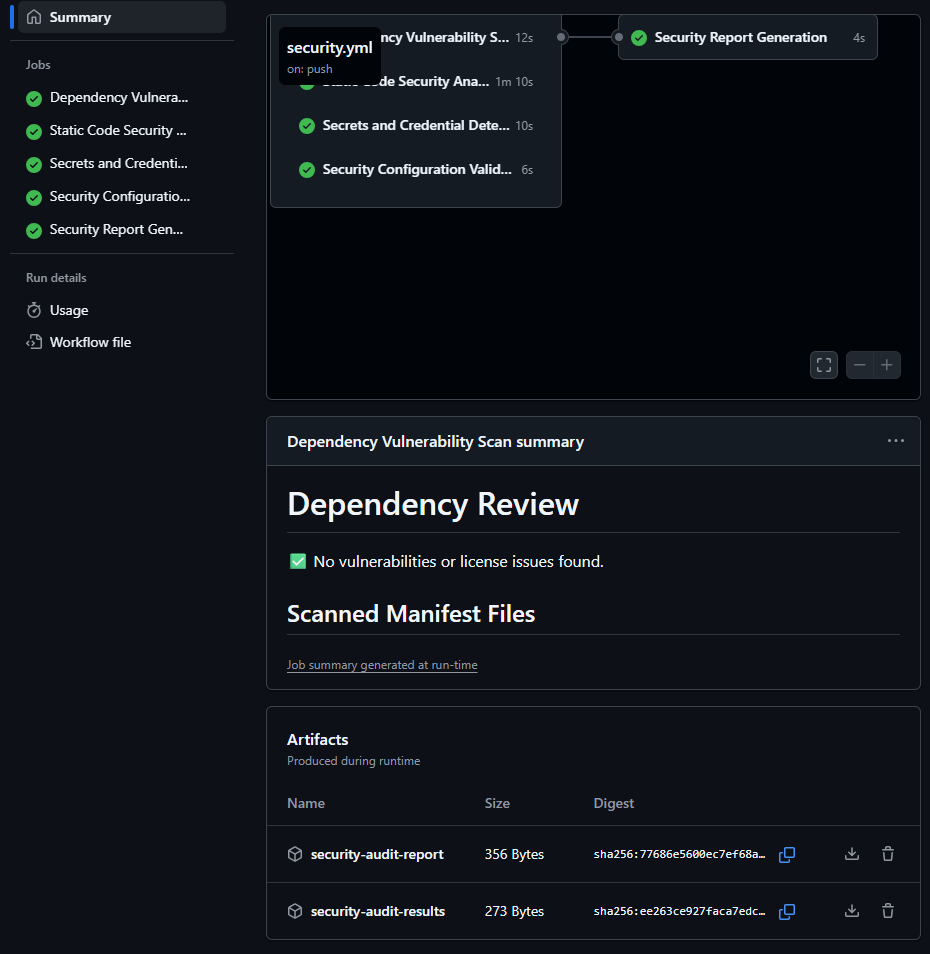 Summary
Jobs
Dependency Vulnera...
Static Code Security ...
Secrets and Credenti...
Security Configuratio...
Security Report Gen...
Run details
Usage
Workflow file
security.yml
on: push
ncy Vulnerability S... 12s
Static Code Security Ana... 1m 10s
Secrets and Credential Dete... 10s
Security Configuration Valid... 6s
Security Report Generation 4s
Dependency Vulnerability Scan summary
Dependency Review
No vulnerabilities or license issues found.
Scanned Manifest Files
Job summary generated at run-time
Artifacts
Produced during runtime
Name Size Digest
security-audit-report 356 Bytes sha256:77686e5600ec7ef68a…
security-audit-results 273 Bytes sha256:ee263ce927faca7edc…